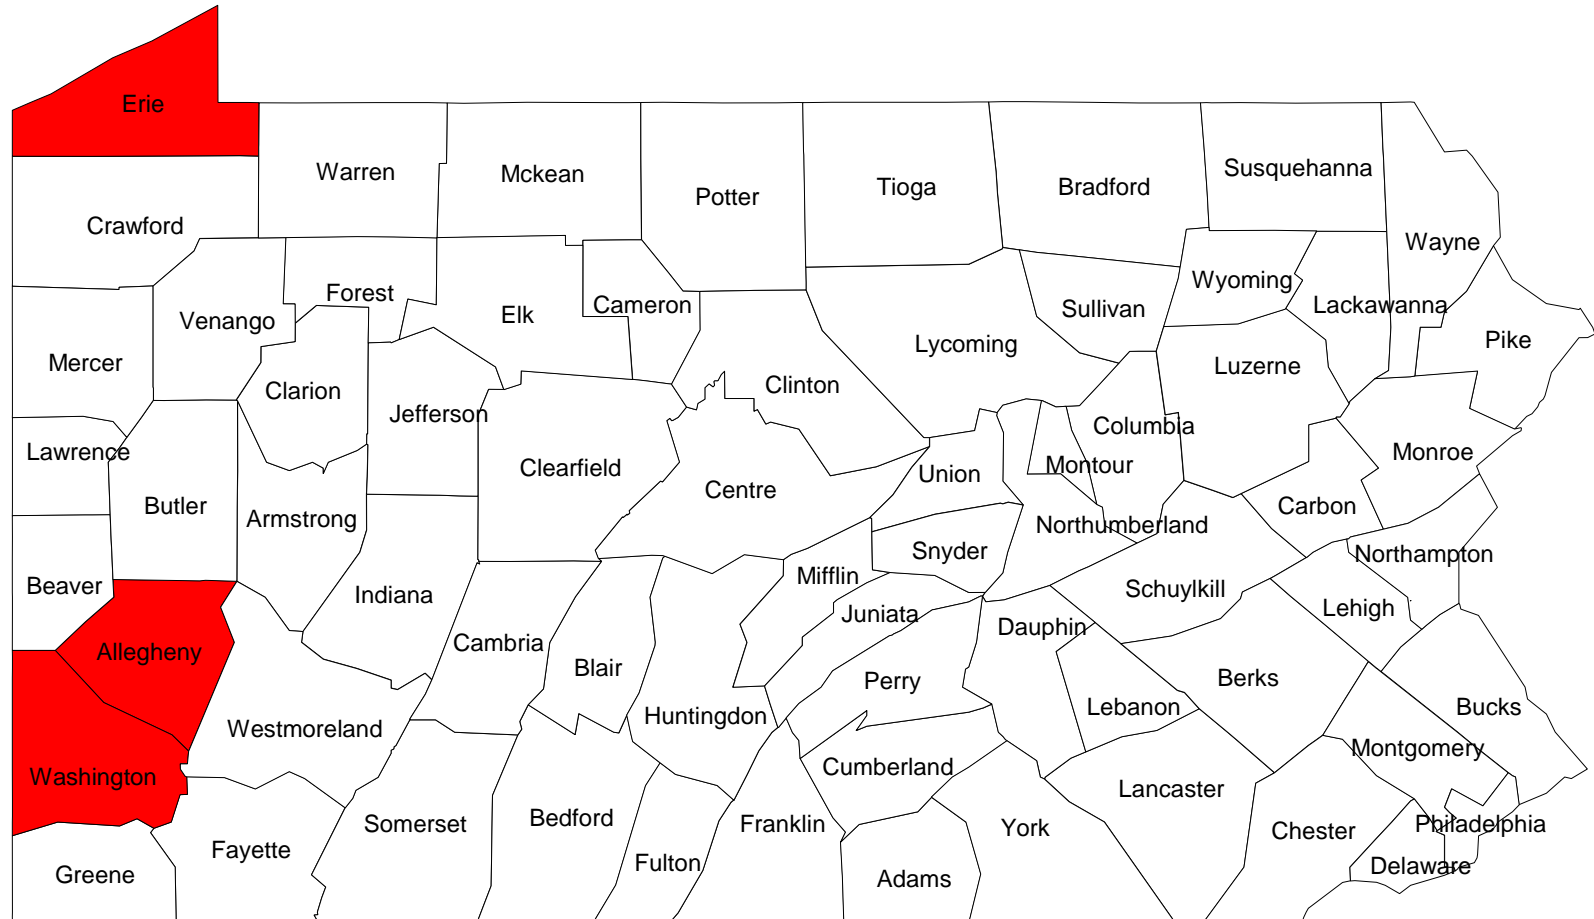 Erie
Warren
Mckean
Potter
Tioga
Bradford
Susquehanna
Crawford
Wayne
Wyoming
Forest
Venango
Elk
Cameron
Sullivan
Lackawanna
Mercer
Lycoming
Pike
Luzerne
Clarion
Clinton
Jefferson
Columbia
Lawrence
Clearfield
Centre
Union
Montour
Monroe
Butler
Armstrong
Carbon
Northumberland
Snyder
Northampton
Beaver
Indiana
Mifflin
Schuylkill
Lehigh
Juniata
Dauphin
Allegheny
Cambria
Blair
Perry
Berks
Westmoreland
Huntingdon
Lebanon
Bucks
Washington
Cumberland
Montgomery
Lancaster
Somerset
Bedford
Franklin
York
Chester
Philadelphia
Greene
Fayette
Fulton
Adams
Delaware